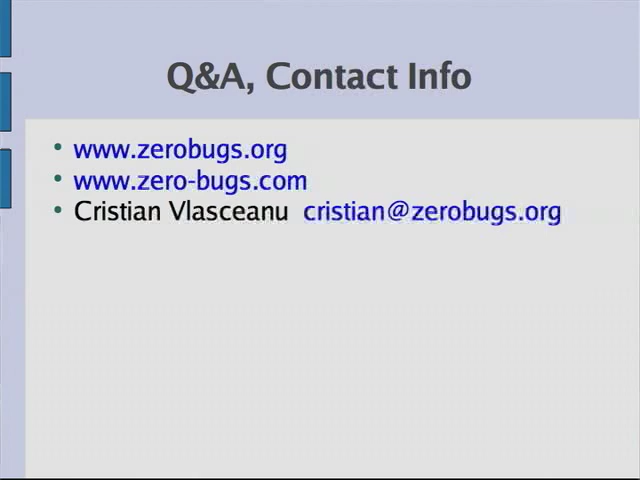 Q&A, Contact Info
• www.zerobugs.org
• www.zero-bugs.com
• Cristian Vlasceanu cristian@zerobugs.org